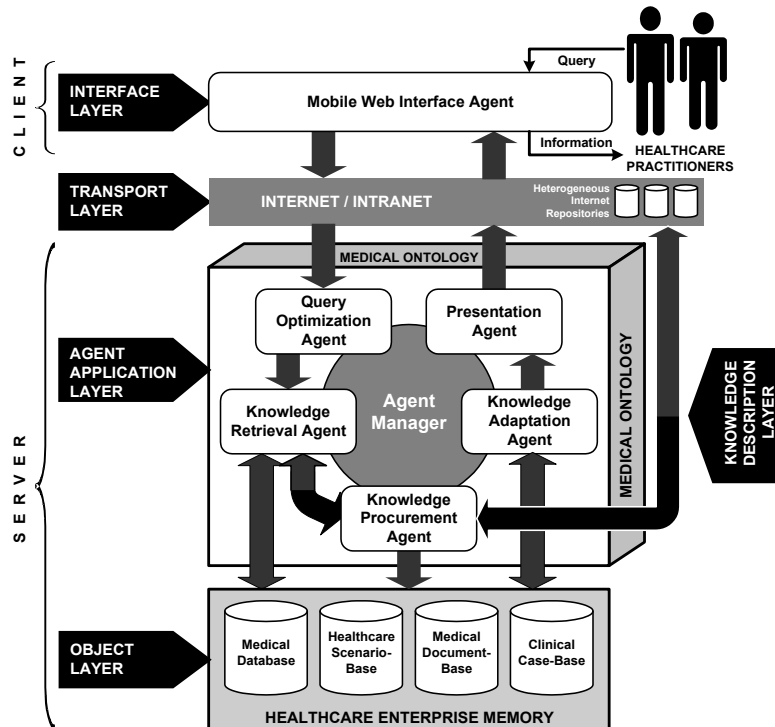 CLIENT
INTERFACE
LAYER
Mobile Web Interface Agent
Query
Information
HEALTHCARE
PRACTITIONERS
TRANSPORT
LAYER
INTERNET / INTRANET
Heterogeneous
Internet
Repositories
SERVER
AGENT
APPLICATION
LAYER
MEDICAL ONTOLOGY
MEDICAL ONTOLOGY
Query
Optimization
Agent
Presentation
Agent
Agent
Manager
Knowledge
Retrieval Agent
Knowledge
Adaptation
Agent
Knowledge
Procurement
Agent
KNOWLEDGE
DESCRIPTION
LAYER
OBJECT
LAYER
Medical
Database
Healthcare
Scenario-
Base
Medical
Document-
Base
Clinical
Case-Base
HEALTHCARE ENTERPRISE MEMORY